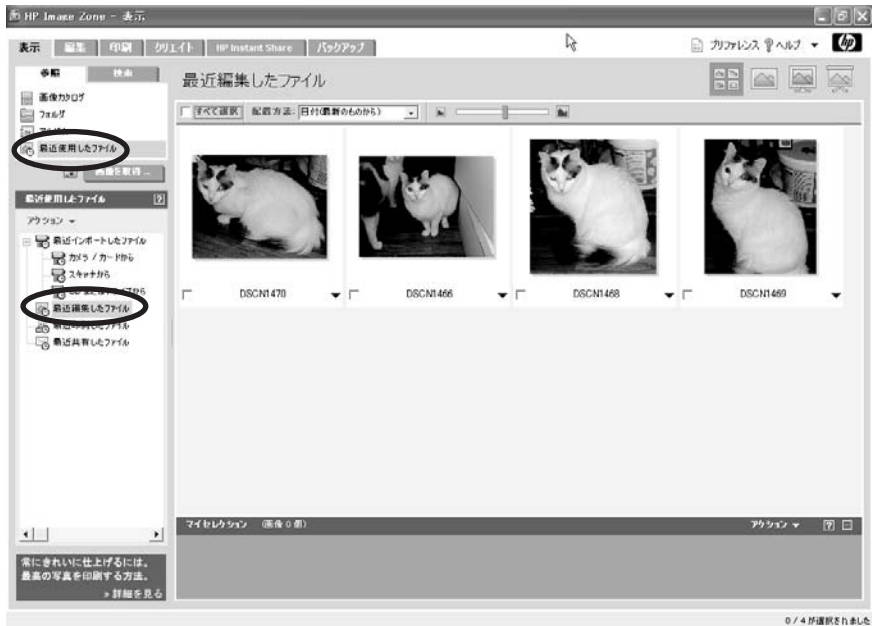 HP Image Zone - 表示
表示 編集 印刷 クリエイト HP Instant Share バックアップ
プリファレンス ヘルプ
hp
参照 検索
最近編集したファイル
画像カタログ
フォルダ
最近使用したファイル
すべて選択 配置方法: 日付(最新のものから)
画像を取得 ...
最近使用したファイル ?
アクション
最近インポートしたファイル
カメラ / カードから
スキャナから
最近編集したファイル
最近印刷したファイル
最近共有したファイル
DSCN1470 DSCN1466 DSCN1468 DSCN1469
マイセレクション (画像 0 個) アクション ?
常にきれいに仕上げるには。
最高の写真を印刷する方法。
» 詳細を見る
0 / 4 が選択されました